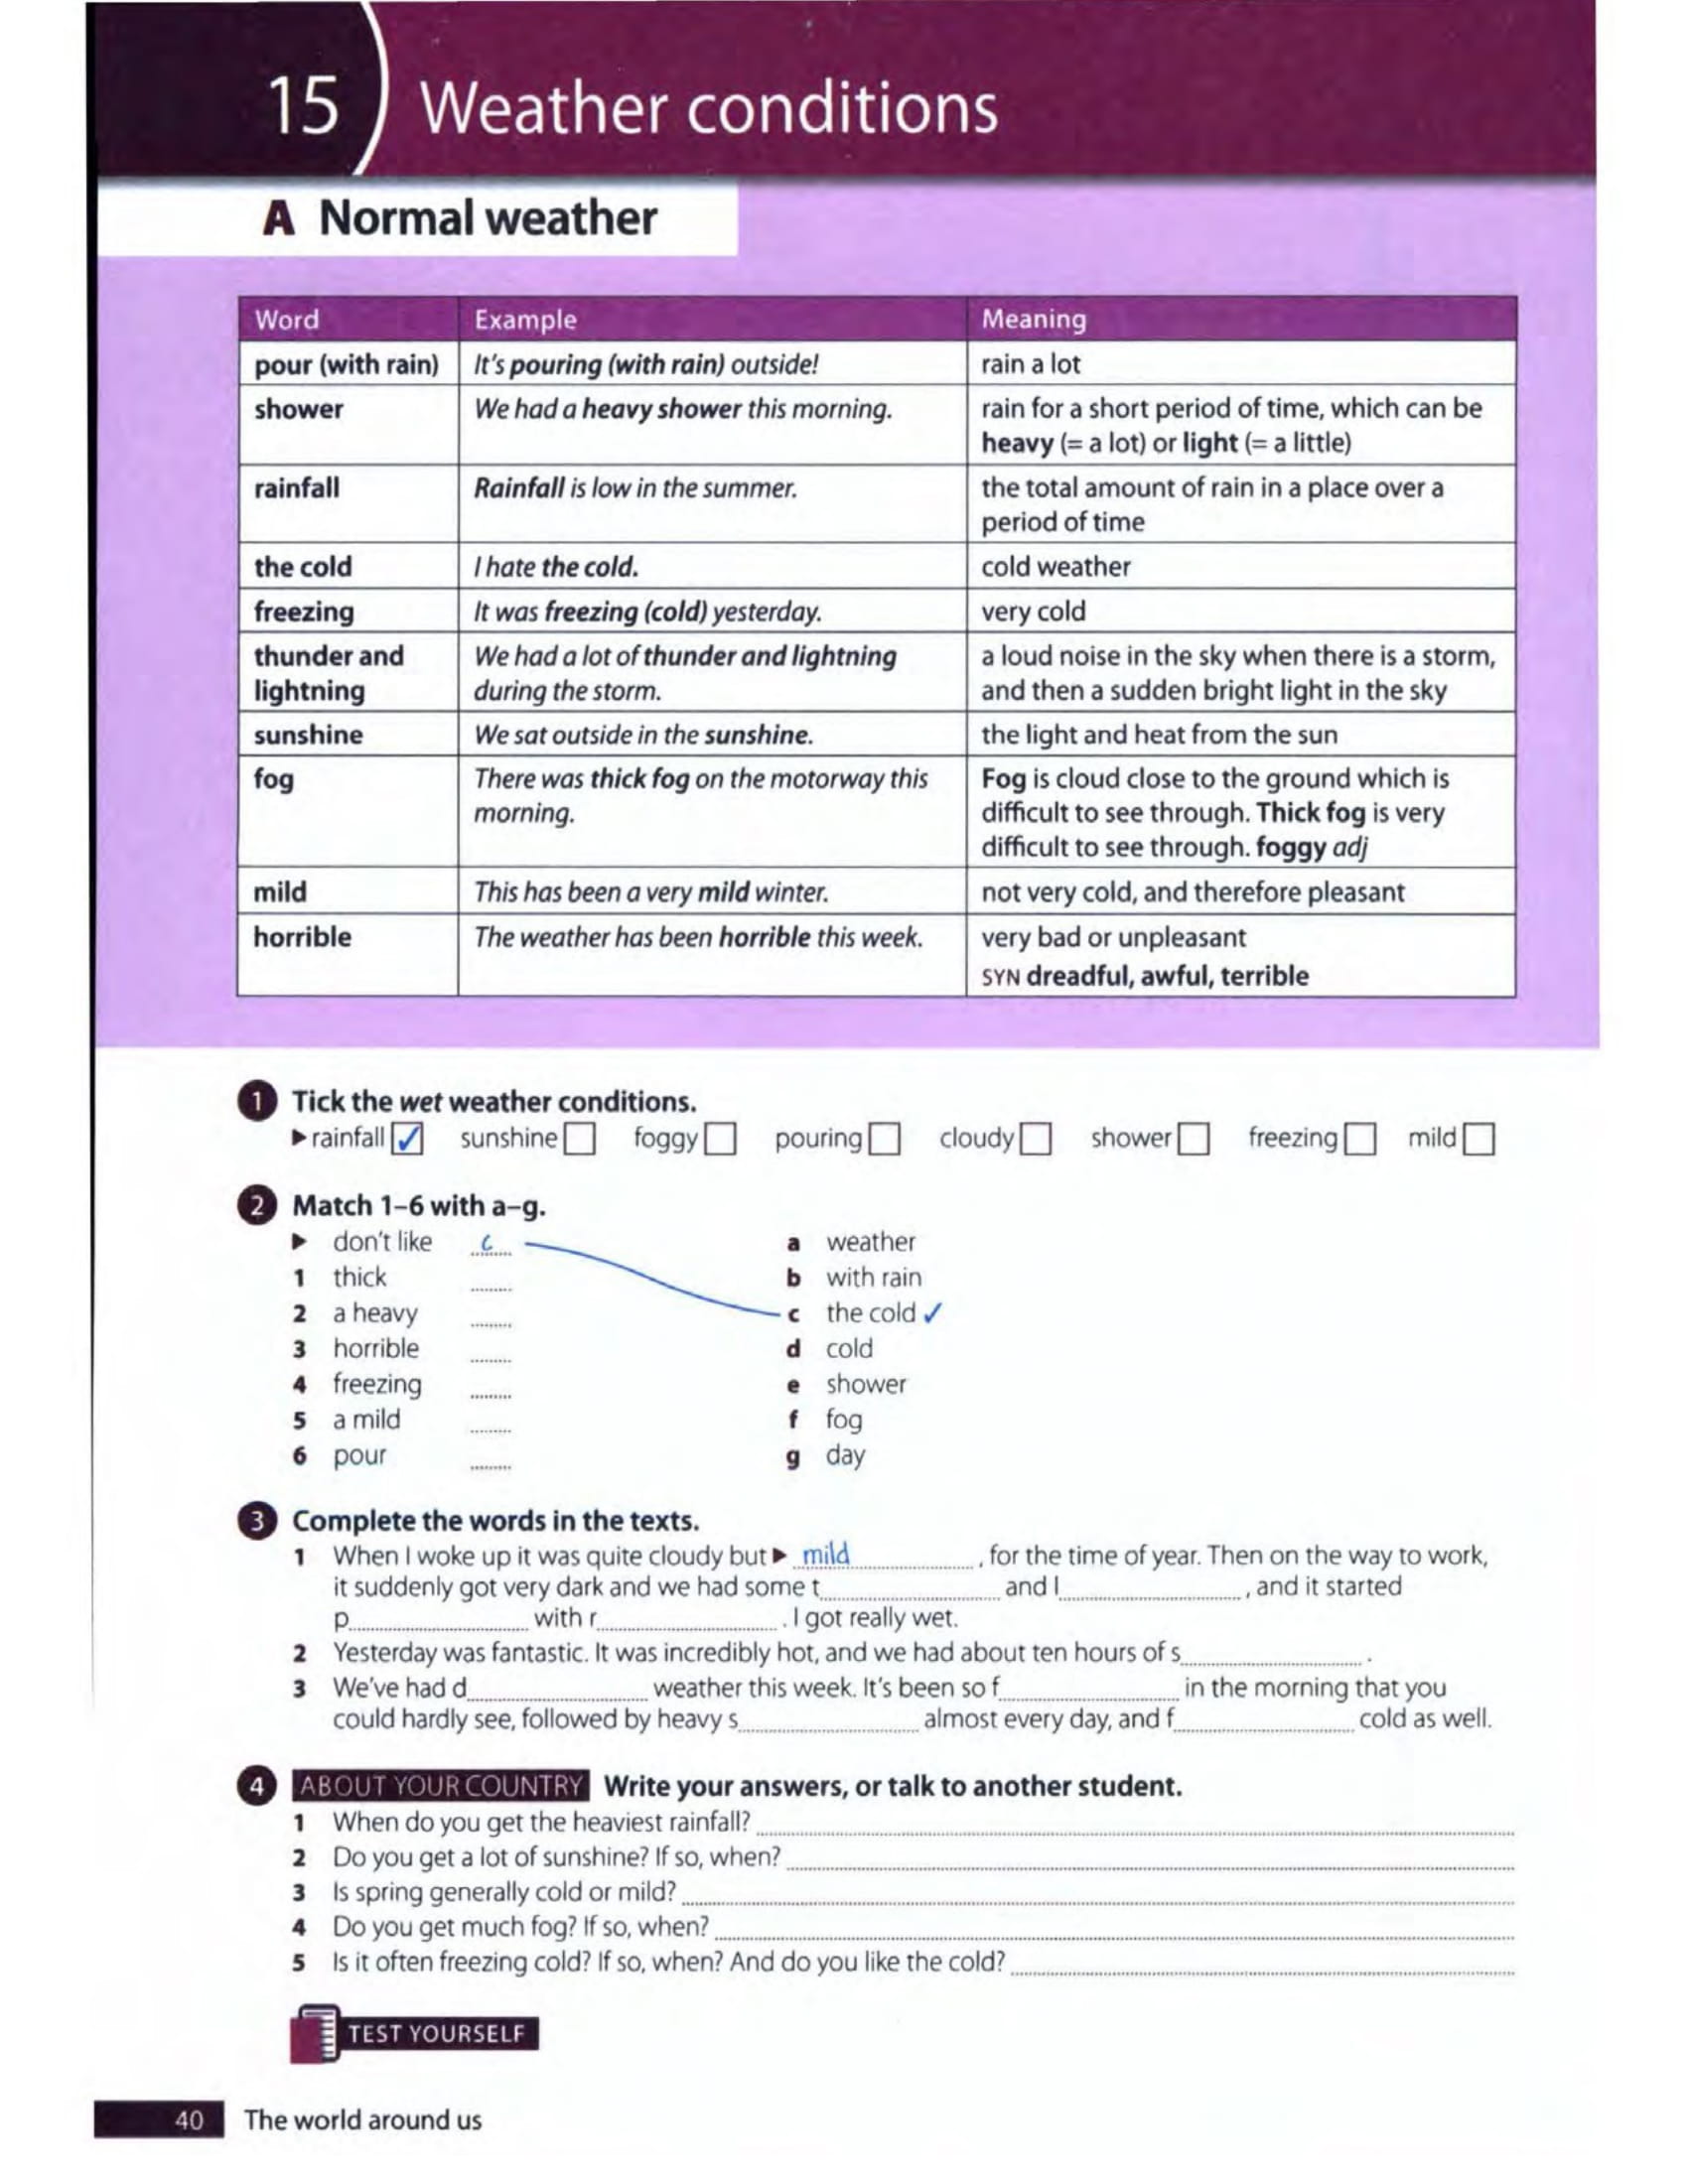 15 Weather conditions
A Normal weather
Word Example Meaning
pour (with rain) It's pouring (with rain) outside! rain a lot
shower We had a heavy shower this morning. rain for a short period of time, which can be
heavy (= a lot) or light (= a little)
rainfall Rainfall is low in the summer. the total amount of rain in a place over a
period of time
the cold I hate the cold. cold weather
freezing It was freezing (cold) yesterday. very cold
thunder and We had a lot of thunder and lightning a loud noise in the sky when there is a storm,
lightning during the storm. and then a sudden bright light in the sky
sunshine We sat outside in the sunshine. the light and heat from the sun
fog There was thick fog on the motorway this Fog is cloud close to the ground which is
morning. difficult to see through. Thick fog is very
difficult to see through. foggy adj
mild This has been a very mild winter. not very cold, and therefore pleasant
horrible The weather has been horrible this week. very bad or unpleasant
SYN dreadful, awful, terrible
1 Tick the wet weather conditions.
▶ rainfall ✓ sunshine foggy pouring cloudy shower freezing mild
2 Match 1–6 with a–g.
▶ don't like c a weather
1 thick b with rain
2 a heavy c the cold ✓
3 horrible d cold
4 freezing e shower
5 a mild f fog
6 pour g day
3 Complete the words in the texts.
1 When I woke up it was quite cloudy but ▶ mild , for the time of year. Then on the way to work,
it suddenly got very dark and we had some t and l , and it started
p with r . I got really wet.
2 Yesterday was fantastic. It was incredibly hot, and we had about ten hours of s .
3 We've had d weather this week. It's been so f in the morning that you
could hardly see, followed by heavy s almost every day, and f cold as well.
4 ABOUT YOUR COUNTRY Write your answers, or talk to another student.
1 When do you get the heaviest rainfall?
2 Do you get a lot of sunshine? If so, when?
3 Is spring generally cold or mild?
4 Do you get much fog? If so, when?
5 Is it often freezing cold? If so, when? And do you like the cold?
TEST YOURSELF
40 The world around us